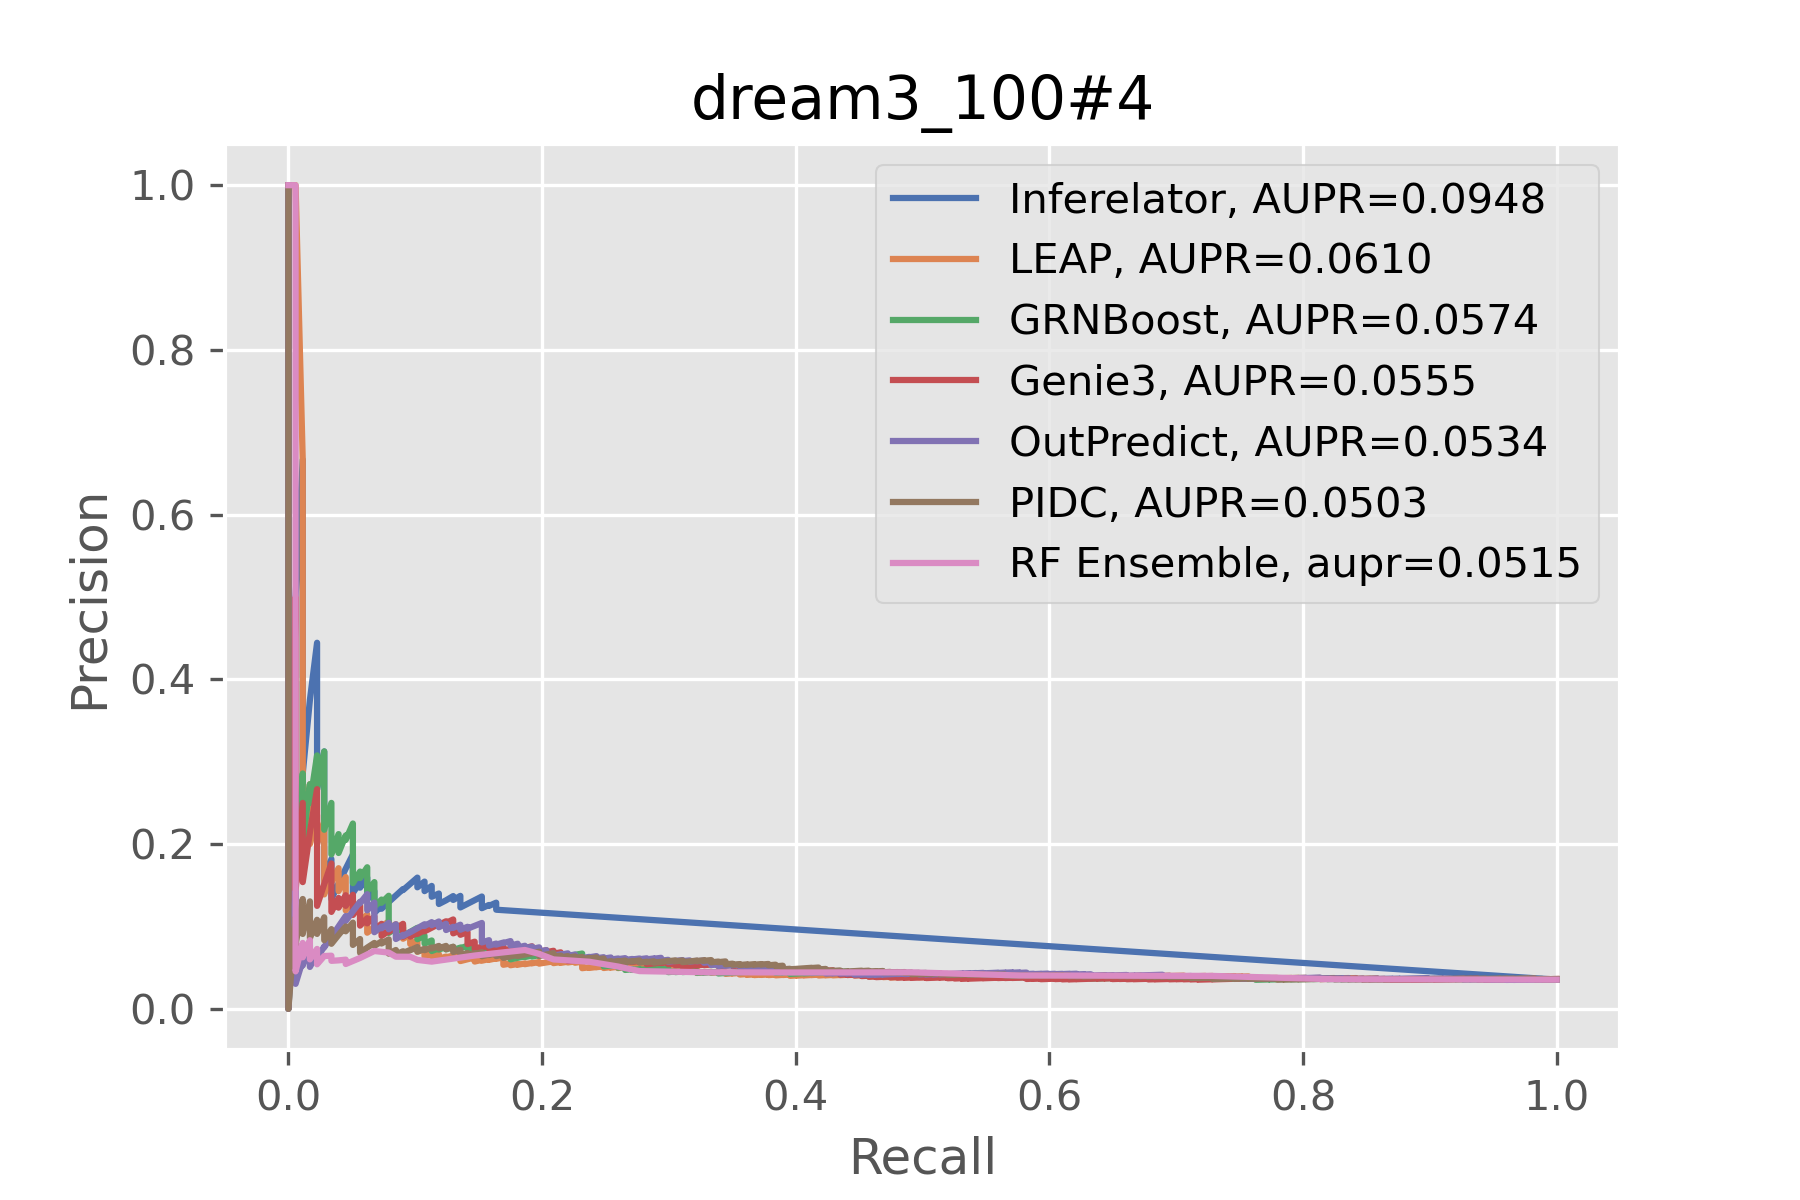 dream3_100#4
Inferelator, AUPR=0.0948
LEAP, AUPR=0.0610
GRNBoost, AUPR=0.0574
Genie3, AUPR=0.0555
OutPredict, AUPR=0.0534
PIDC, AUPR=0.0503
RF Ensemble, aupr=0.0515
Precision
1.0
0.8
0.6
0.4
0.2
0.0
0.0 0.2 0.4 0.6 0.8 1.0
Recall